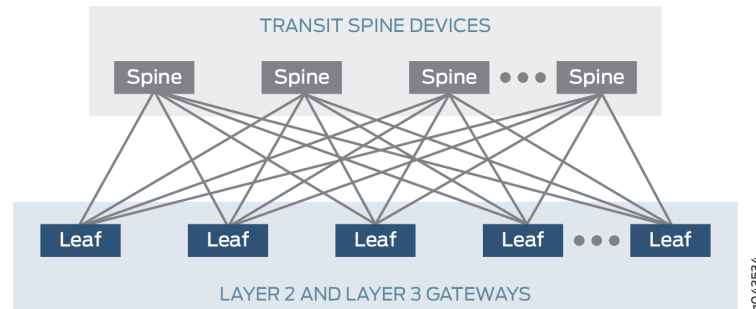 TRANSIT SPINE DEVICES
Spine Spine Spine Spine
Leaf Leaf Leaf Leaf Leaf
LAYER 2 AND LAYER 3 GATEWAYS